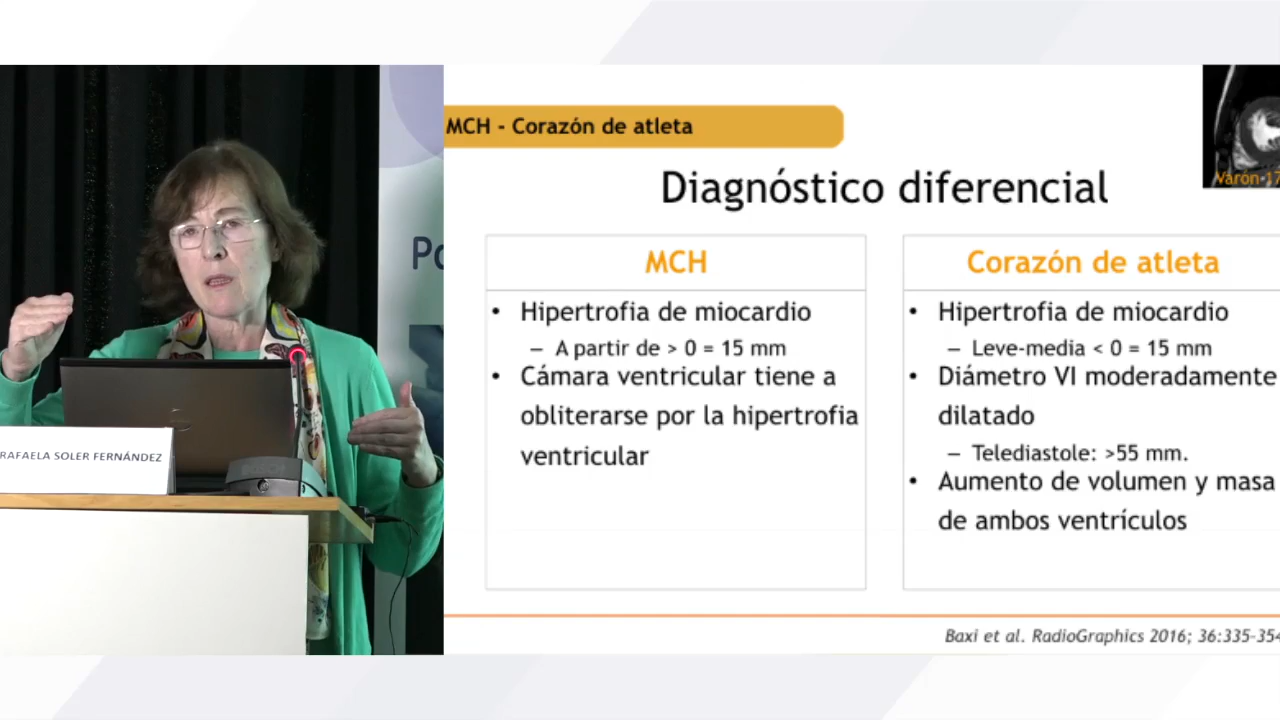 MCH - Corazón de atleta
Diagnóstico diferencial
Varón 17
Po
RAFAELA SOLER FERNÁNDEZ
MCH
• Hipertrofia de miocardio
– A partir de > 0 = 15 mm
• Cámara ventricular tiene a
obliterarse por la hipertrofia
ventricular
Corazón de atleta
• Hipertrofia de miocardio
– Leve-media < 0 = 15 mm
• Diámetro VI moderadamente
dilatado
– Telediastole: >55 mm.
• Aumento de volumen y masa
de ambos ventrículos
Baxi et al. RadioGraphics 2016; 36:335-354